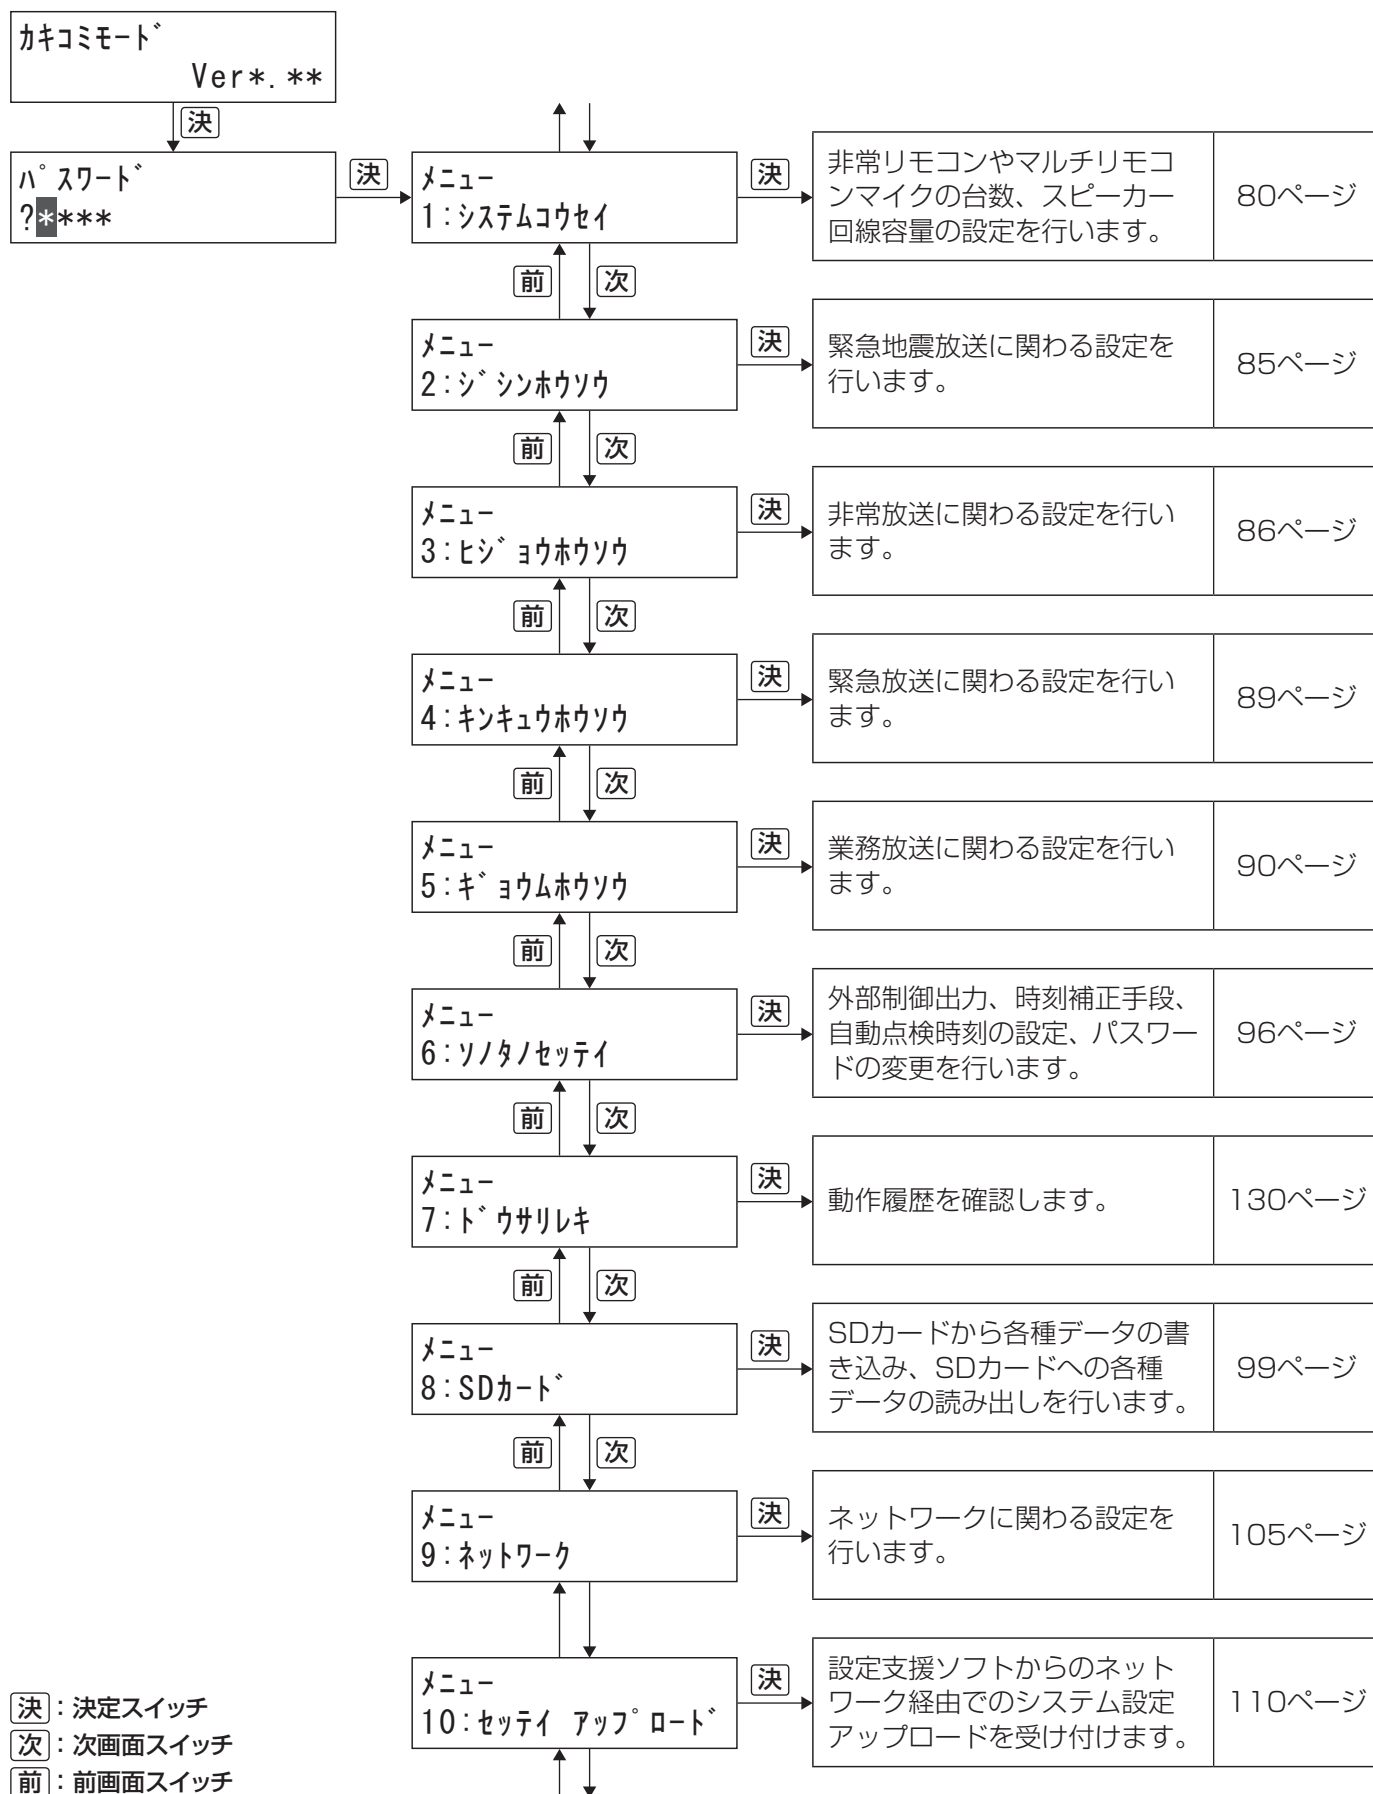 カキコミモード
Ver*.**
決
パスワード
?****
決
メニュー
1:システムコウセイ
決
非常リモコンやマルチリモコ
ンマイクの台数、スピーカー
回線容量の設定を行います。
80ページ
前
次
メニュー
2:ジシンホウソウ
決
緊急地震放送に関わる設定を
行います。
85ページ
前
次
メニュー
3:ヒジョウホウソウ
決
非常放送に関わる設定を行い
ます。
86ページ
前
次
メニュー
4:キンキュウホウソウ
決
緊急放送に関わる設定を行い
ます。
89ページ
前
次
メニュー
5:ギョウムホウソウ
決
業務放送に関わる設定を行い
ます。
90ページ
前
次
メニュー
6:ソノタノセッテイ
決
外部制御出力、時刻補正手段、
自動点検時刻の設定、パスワー
ドの変更を行います。
96ページ
前
次
メニュー
7:ドウサリレキ
決
動作履歴を確認します。
130ページ
前
次
メニュー
8:SDカード
決
SDカードから各種データの書
き込み、SDカードへの各種
データの読み出しを行います。
99ページ
前
次
メニュー
9:ネットワーク
決
ネットワークに関わる設定を
行います。
105ページ
メニュー
10:セッテイ アップロード
決
設定支援ソフトからのネット
ワーク経由でのシステム設定
アップロードを受け付けます。
110ページ
決:決定スイッチ
次:次画面スイッチ
前:前画面スイッチ